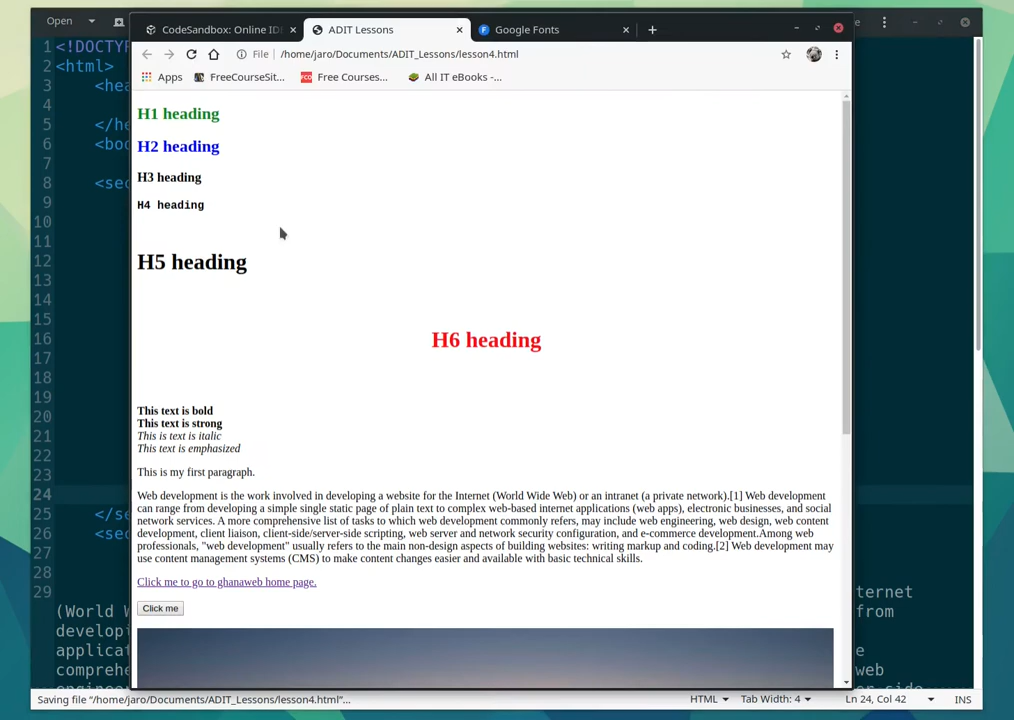 Open
CodeSandbox: Online IDE
ADIT Lessons
Google Fonts
File
/home/jaro/Documents/ADIT_Lessons/lesson4.html
Apps
FreeCourseSit...
Free Courses...
All IT eBooks -...
1 <!DOCTYP
2 <html>
3 <hea
4
5 </he
6 <bod
7
8 <sec
9
10
11
12
13
14
15
16
17
18
19
20
21
22
23
24
25 </se
26 <sec
27
28
29
H1 heading
H2 heading
H3 heading
H4 heading
H5 heading
H6 heading
This text is bold
This text is strong
This is text is italic
This text is emphasized
This is my first paragraph.
Web development is the work involved in developing a website for the Internet (World Wide Web) or an intranet (a private network).[1] Web development
can range from developing a simple single static page of plain text to complex web-based internet applications (web apps), electronic businesses, and social
network services. A more comprehensive list of tasks to which web development commonly refers, may include web engineering, web design, web content
development, client liaison, client-side/server-side scripting, web server and network security configuration, and e-commerce development.Among web
professionals, "web development" usually refers to the main non-design aspects of building websites: writing markup and coding.[2] Web development may
use content management systems (CMS) to make content changes easier and available with basic technical skills.
Click me to go to ghanaweb home page.
Click me
ternet
(World W
from
developi
applicat
e
comprehe
web
Saving file “/home/jaro/Documents/ADIT_Lessons/lesson4.html”...
HTML
Tab Width: 4
Ln 24, Col 42
INS